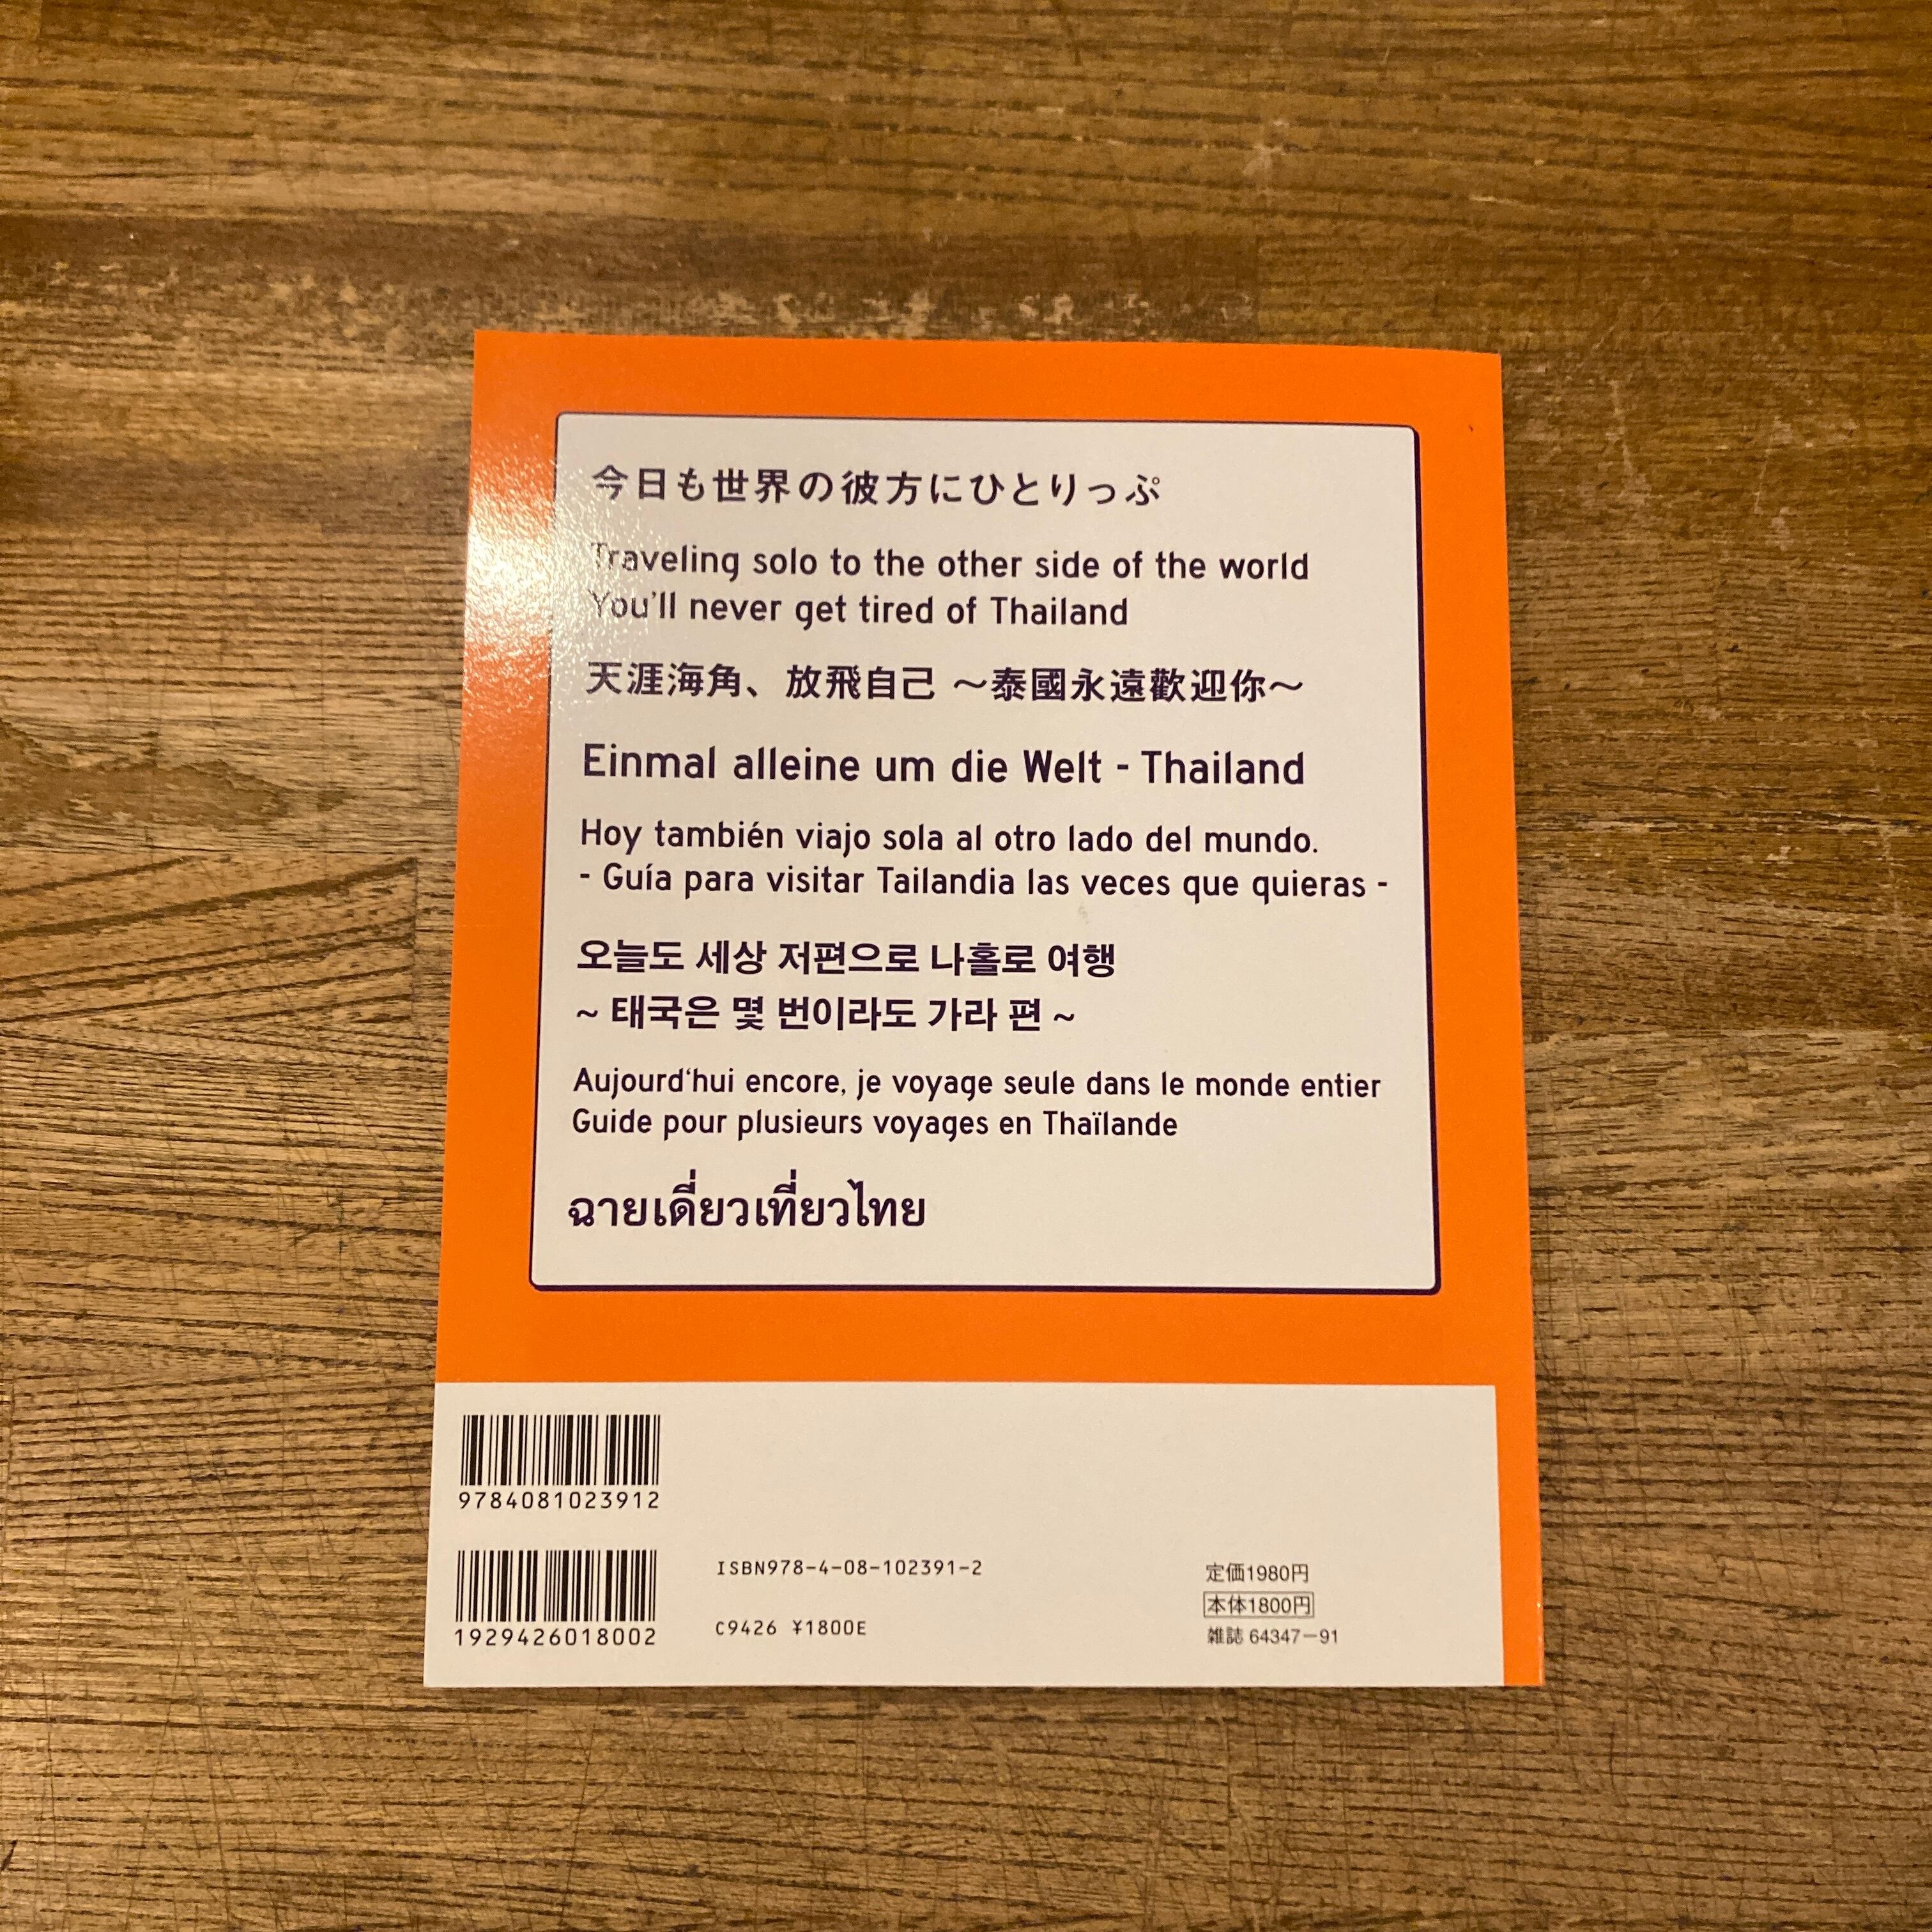 今日も世界の彼方にひとりっぷ
Traveling solo to the other side of the world
You'll never get tired of Thailand
天涯海角、放飛自己 〜泰國永遠歡迎你〜
Einmal alleine um die Welt - Thailand
Hoy también viajo sola al otro lado del mundo.
- Guía para visitar Tailandia las veces que quieras -
오늘도 세상 저편으로 나홀로 여행
~ 태국은 몇 번이라도 가라 편 ~
Aujourd‘hui encore, je voyage seule dans le monde entier
Guide pour plusieurs voyages en Thaïlande
ฉายเดี่ยวเที่ยวไทย
9784081023912
1929426018002
ISBN978-4-08-102391-2
C9426 ¥1800E
定価1980円
本体1800円
雑誌 64347-91